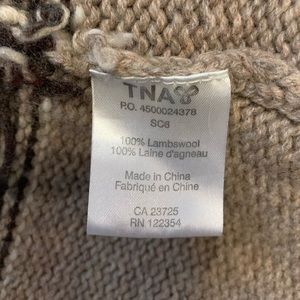 TNA
P.O. 4500024378
SC6
100% Lambswool
100% Laine d'agneau
Made in China
Fabriqué en Chine
CA 23725
RN 122354